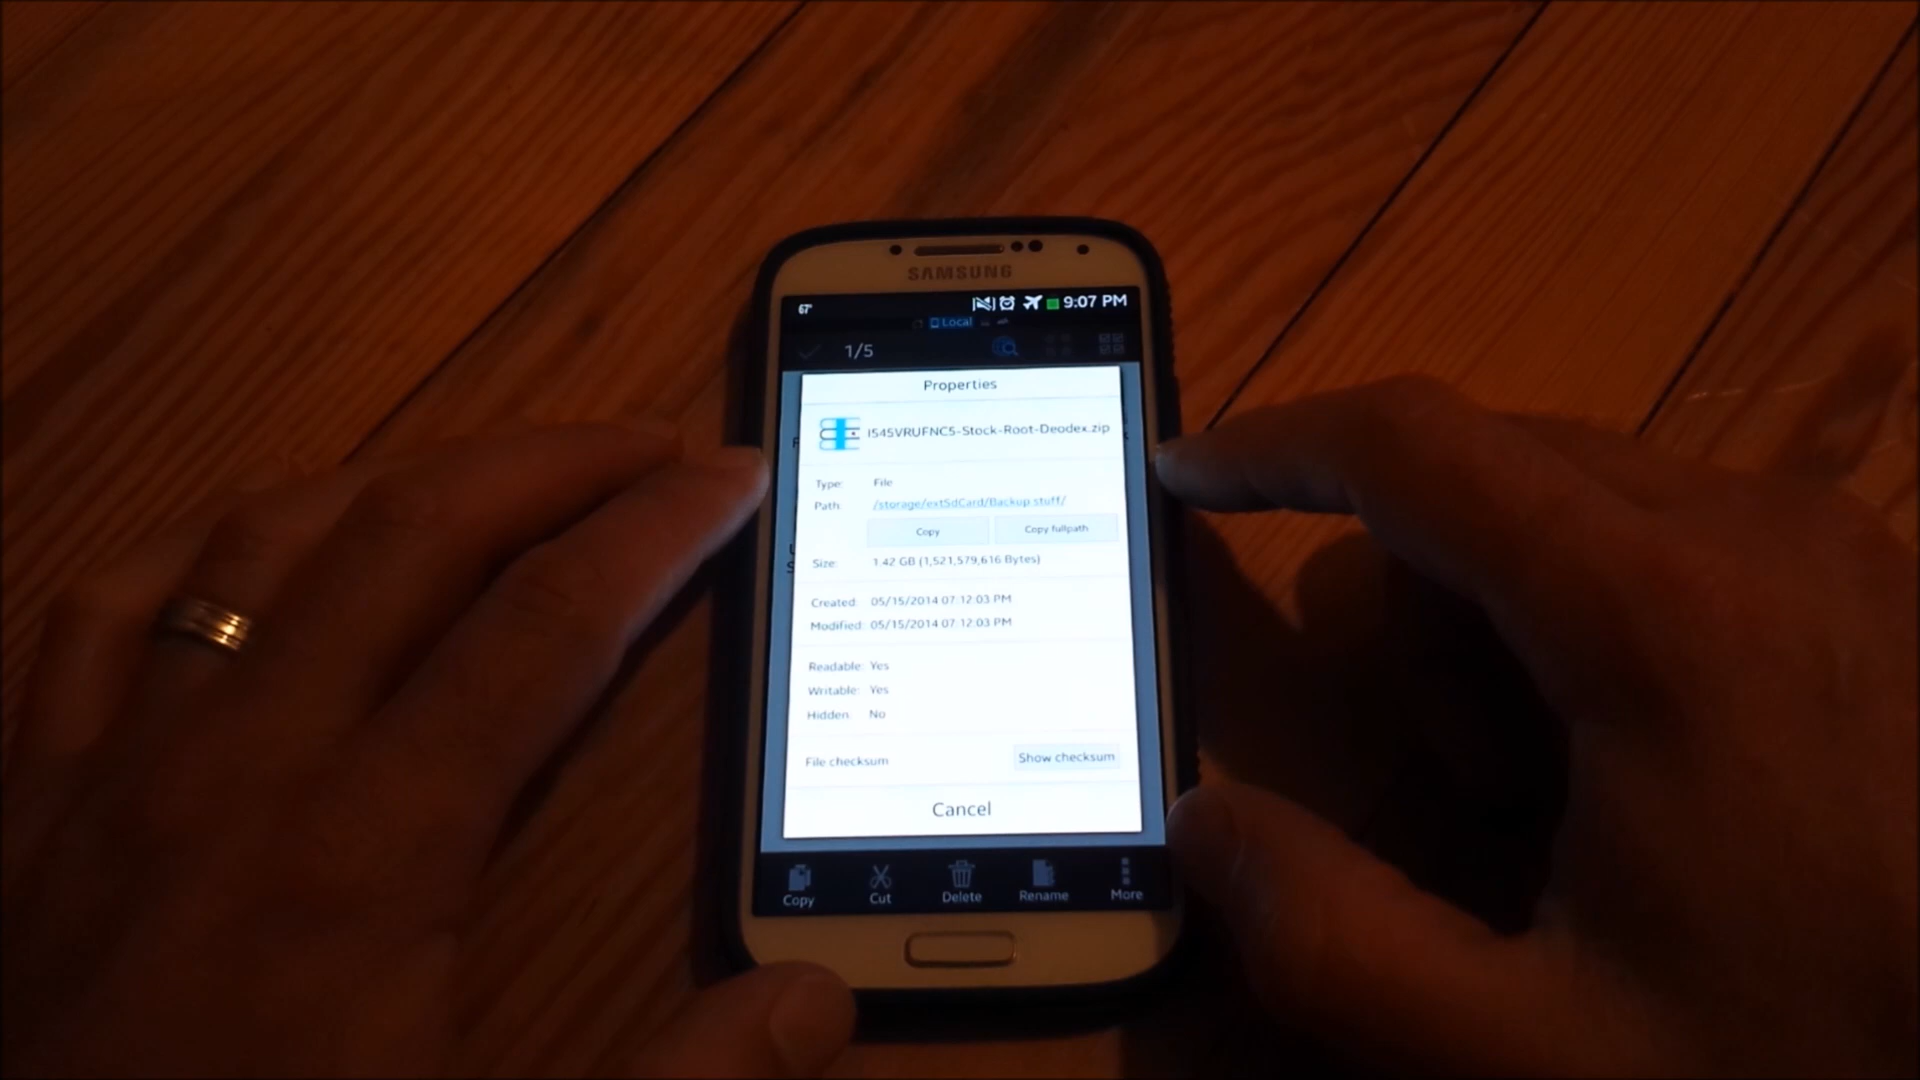 SAMSUNG
67° 9:07 PM
Local
1/5
Properties
I545VRUFNC5-Stock-Root-Deodex.zip
Type: File
Path: /storage/extSdCard/Backup stuff/
Copy Copy fullpath
Size: 1.42 GB (1,521,579,616 Bytes)
Created: 05/15/2014 07:12:03 PM
Modified: 05/15/2014 07:12:03 PM
Readable: Yes
Writable: Yes
Hidden: No
File checksum Show checksum
Cancel
Copy Cut Delete Rename More